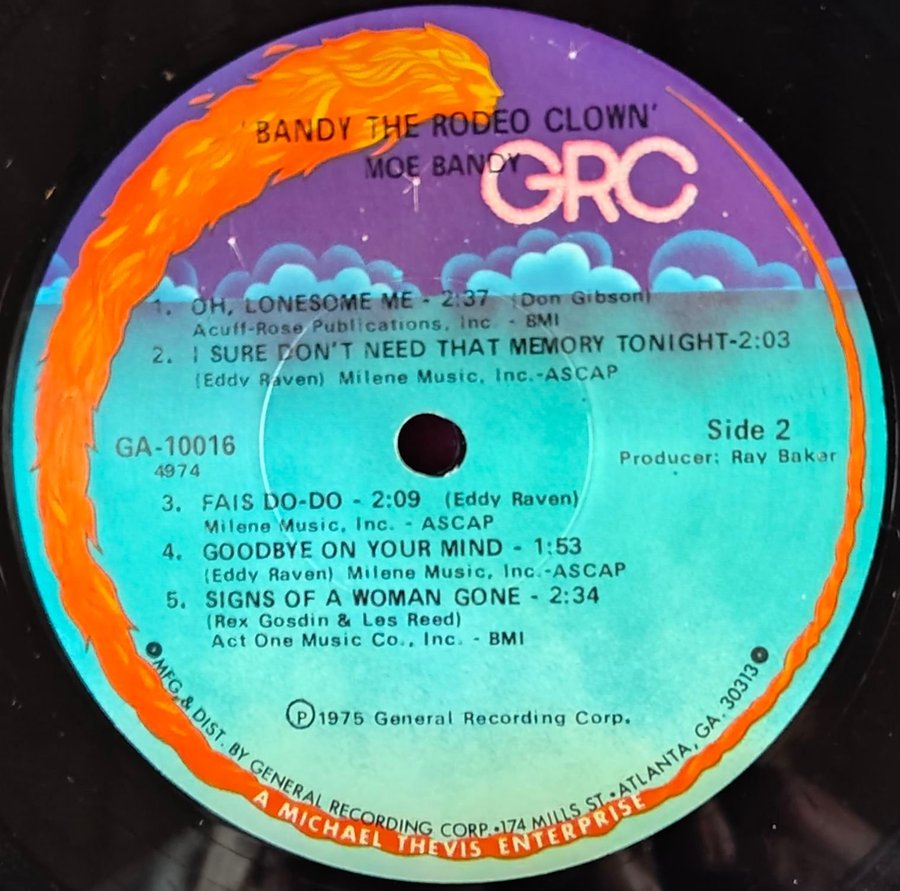 'BANDY THE RODEO CLOWN'
MOE BANDY
GRC
1. OH, LONESOME ME - 2:37 (Don Gibson)
Acuff-Rose Publications, Inc. - BMI
2. I SURE DON'T NEED THAT MEMORY TONIGHT-2:03
(Eddy Raven) Milene Music, Inc.-ASCAP
GA-10016
4974
Side 2
Producer: Ray Baker
3. FAIS DO-DO - 2:09 (Eddy Raven)
Milene Music, Inc. - ASCAP
4. GOODBYE ON YOUR MIND - 1:53
(Eddy Raven) Milene Music, Inc.-ASCAP
5. SIGNS OF A WOMAN GONE - 2:34
(Rex Gosdin & Les Reed)
Act One Music Co., Inc. - BMI
Ⓟ1975 General Recording Corp.
MFG. & DIST. BY GENERAL RECORDING CORP.•174 MILLS ST.•ATLANTA, GA. 30313
A MICHAEL THEVIS ENTERPRISE